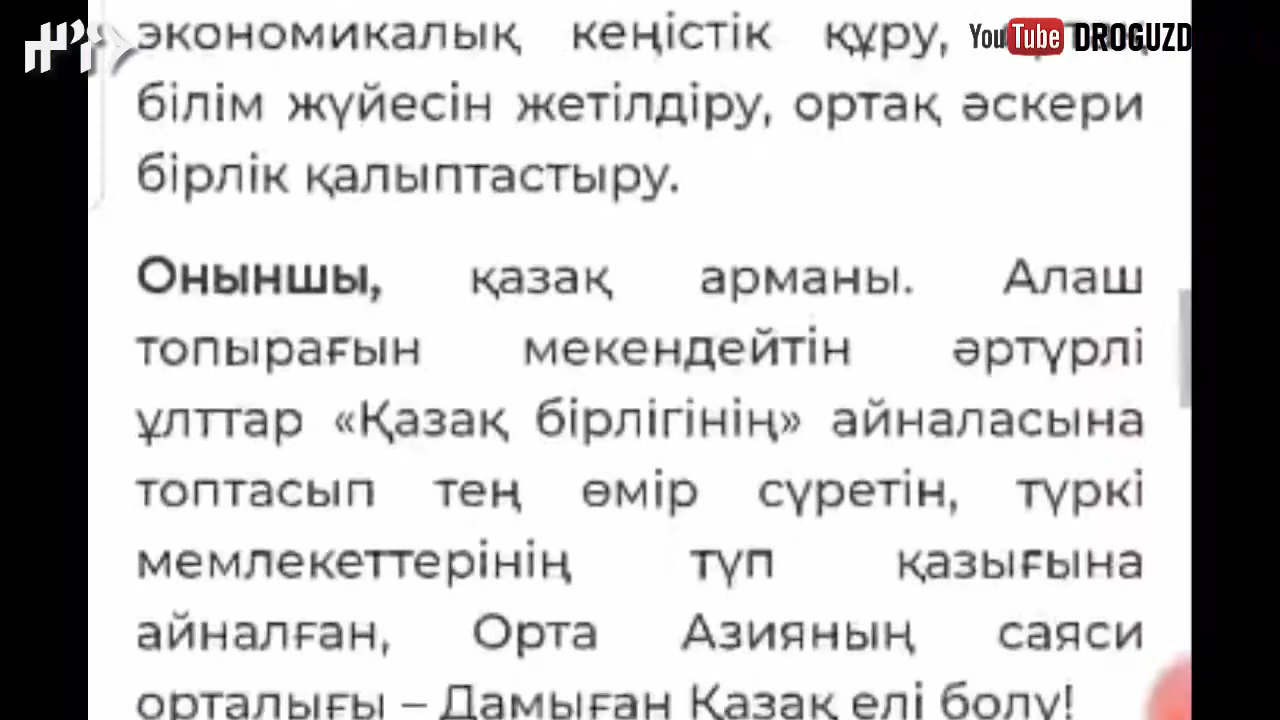 экономикалық кеңістік құру,
YouTube DROGUZD
білім жүйесін жетілдіру, ортақ әскери
бірлік қалыптастыру.
Оныншы, қазақ арманы. Алаш
топырағын мекендейтін әртүрлі
ұлттар «Қазақ бірлігінің» айналасына
топтасып тең өмір сүретін, түркі
мемлекеттерінің түп қазығына
айналған, Орта Азияның саяси
орталығы – Дамыған Қазақ елі болу!